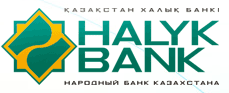 ҚАЗАҚСТАН ХАЛЫҚ БАНКІ
HALYK
BANK
НАРОДНЫЙ БАНК КАЗАХСТАНА